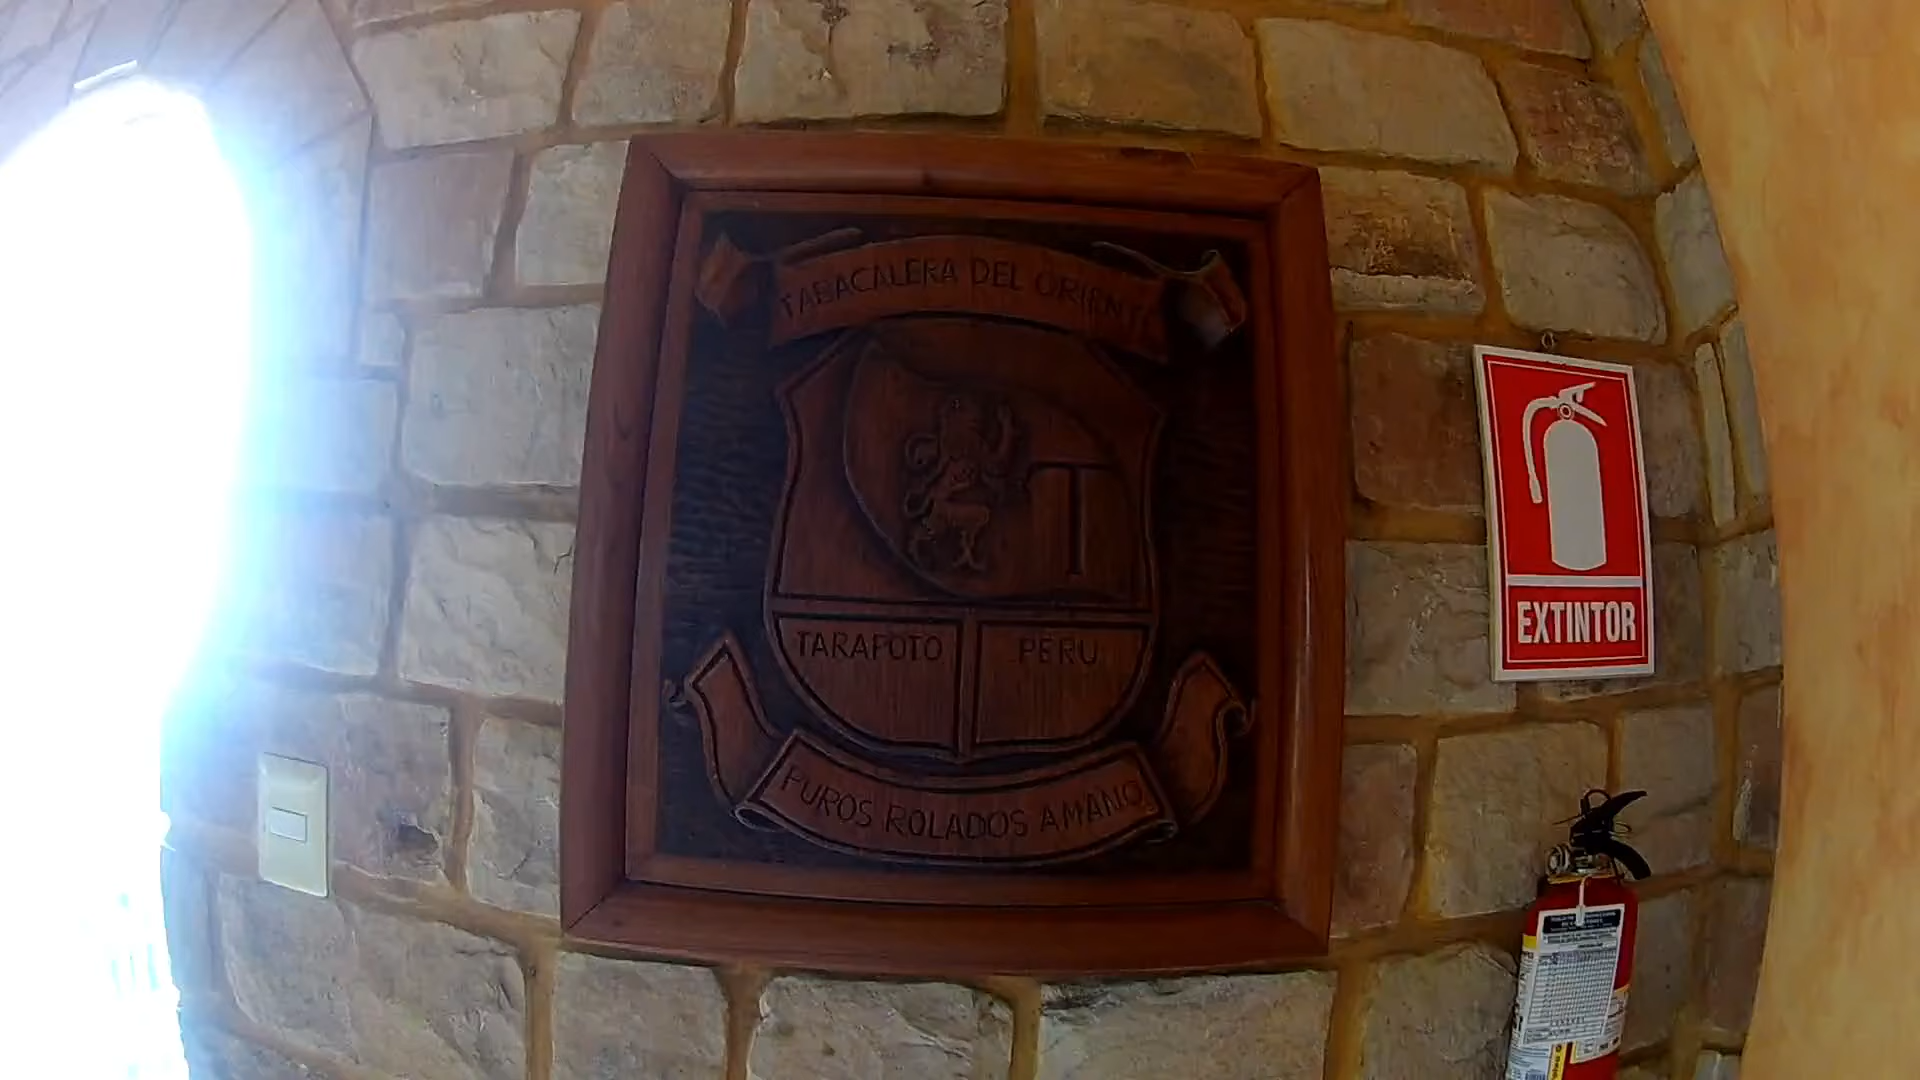 TABACALERA DEL ORIENTE
T
TARAPOTO
PERU
PUROS ROLADOS A MANO
EXTINTOR